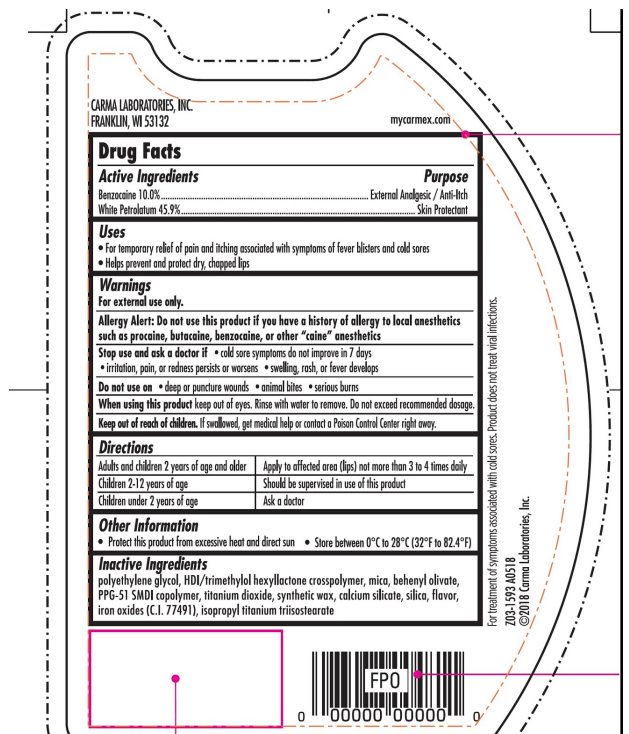 CARMA LABORATORIES, INC.
FRANKLIN, WI 53132
mycarmex.com
Drug Facts
Active Ingredients Purpose
Benzocaine 10.0%.......................................................................... External Analgesic / Anti-Itch
White Petrolatum 45.9%.......................................................................... Skin Protectant
Uses
• For temporary relief of pain and itching associated with symptoms of fever blisters and cold sores
• Helps prevent and protect dry, chapped lips
Warnings
For external use only.
Allergy Alert: Do not use this product if you have a history of allergy to local anesthetics
such as procaine, butacaine, benzocaine, or other “caine” anesthetics
Stop use and ask a doctor if • cold sore symptoms do not improve in 7 days
• irritation, pain, or redness persists or worsens • swelling, rash, or fever develops
Do not use on • deep or puncture wounds • animal bites • serious burns
When using this product keep out of eyes. Rinse with water to remove. Do not exceed recommended dosage.
Keep out of reach of children. If swallowed, get medical help or contact a Poison Control Center right away.
Directions
Adults and children 2 years of age and older Apply to affected area (lips) not more than 3 to 4 times daily
Children 2-12 years of age Should be supervised in use of this product
Children under 2 years of age Ask a doctor
Other Information
• Protect this product from excessive heat and direct sun • Store between 0°C to 28°C (32°F to 82.4°F)
Inactive Ingredients
polyethylene glycol, HDI/trimethylol hexyllactone crosspolymer, mica, behenyl olivate,
PPG-51 SMDI copolymer, titanium dioxide, synthetic wax, calcium silicate, silica, flavor,
iron oxides (C.I. 77491), isopropyl titanium triisostearate
For treatment of symptoms associated with cold sores. Product does not treat viral infections.
Z03-1593 A0518
©2018 Carma Laboratories, Inc.
FPO
0 00000 00000 0